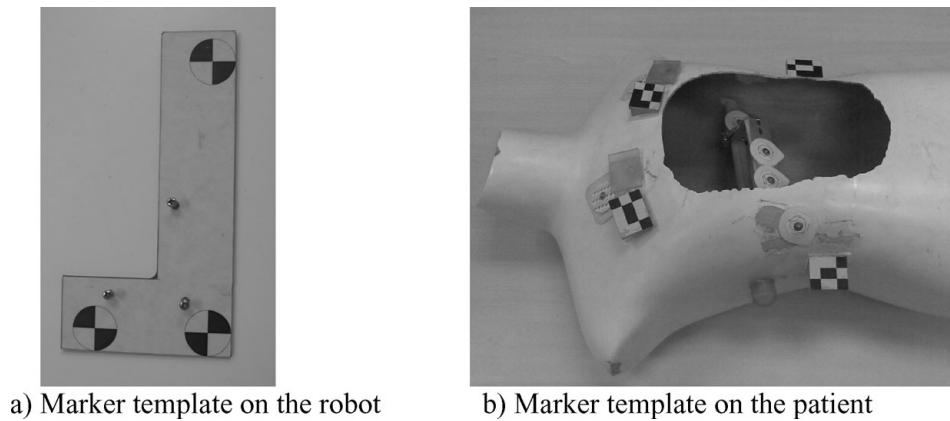 a) Marker template on the robot
b) Marker template on the patient